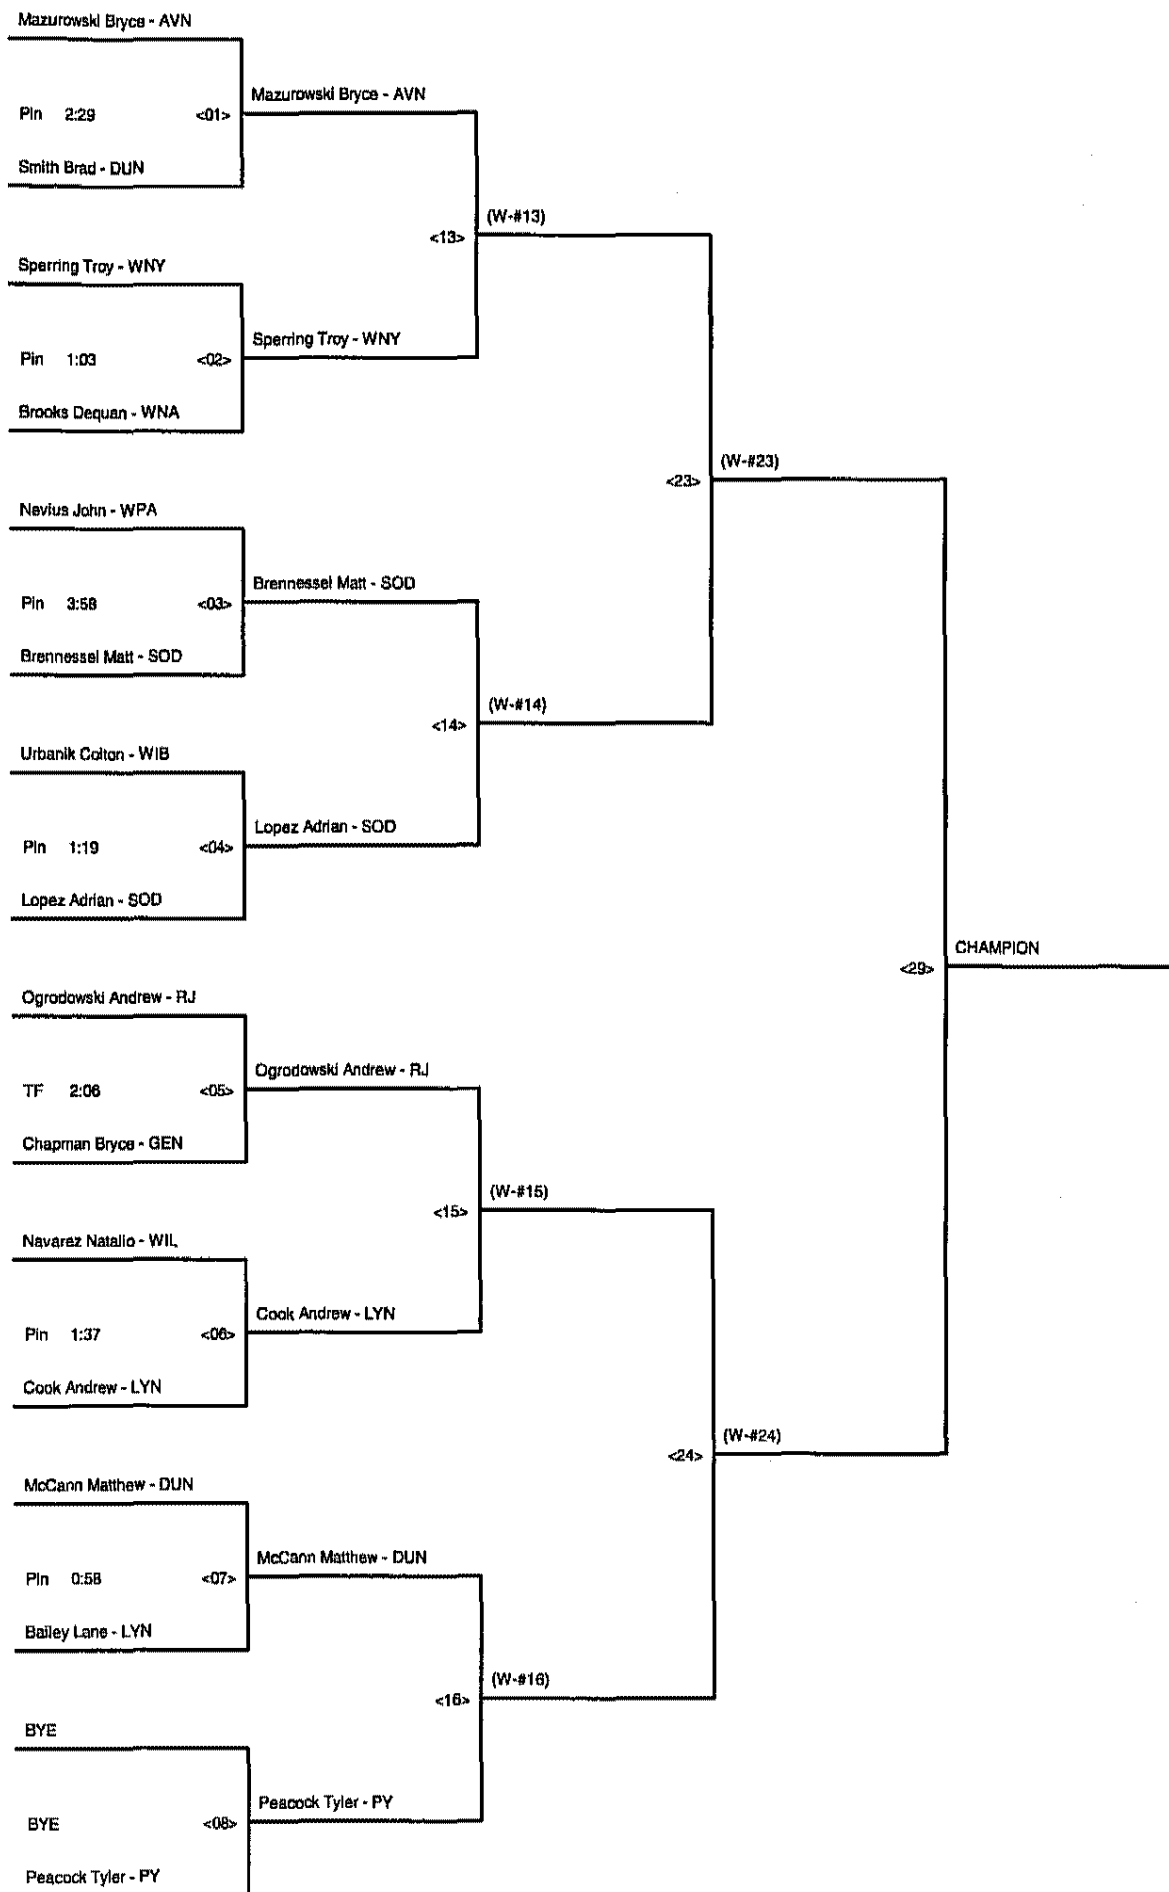 Mazurowski Bryce - AVN
Mazurowski Bryce - AVN
Pin 2:29 <01>
Smith Brad - DUN
(W-#13)
<13>
Sperring Troy - WNY
Sperring Troy - WNY
Pin 1:03 <02>
Brooks Dequan - WNA
(W-#23)
<23>
Nevius John - WPA
Brennessel Matt - SOD
Pin 3:58 <03>
Brennessel Matt - SOD
(W-#14)
<14>
Urbanik Colton - WIB
Lopez Adrian - SOD
Pin 1:19 <04>
Lopez Adrian - SOD
CHAMPION
<29>
Ogrodowski Andrew - RJ
Ogrodowski Andrew - RJ
TF 2:06 <05>
Chapman Bryce - GEN
(W-#15)
<15>
Navarez Natalio - WIL
Cook Andrew - LYN
Pin 1:37 <06>
Cook Andrew - LYN
(W-#24)
<24>
McCann Matthew - DUN
McCann Matthew - DUN
Pin 0:58 <07>
Bailey Lane - LYN
(W-#16)
<16>
BYE
Peacock Tyler - PY
BYE <08>
Peacock Tyler - PY